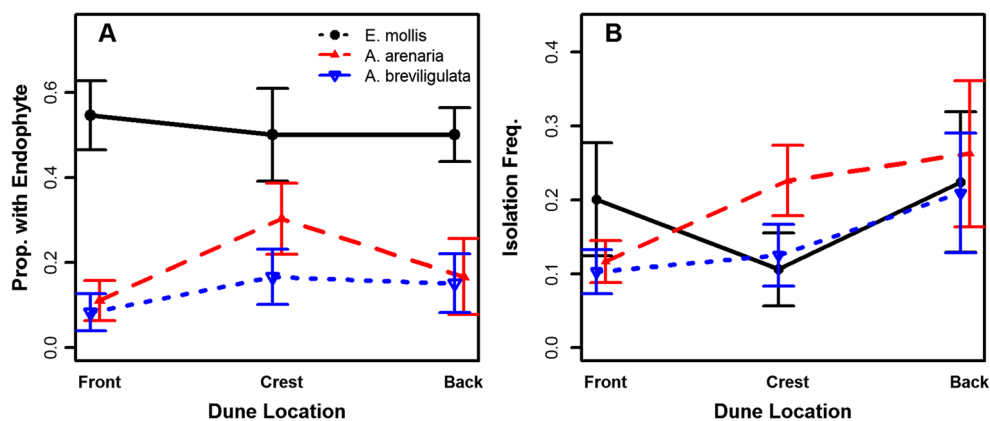 A
E. mollis
A. arenaria
A. breviligulata
Prop. with Endophyte
0.6
0.4
0.2
0.0
Front Crest Back
Dune Location
B
Isolation Freq.
0.4
0.3
0.2
0.1
0.0
Front Crest Back
Dune Location